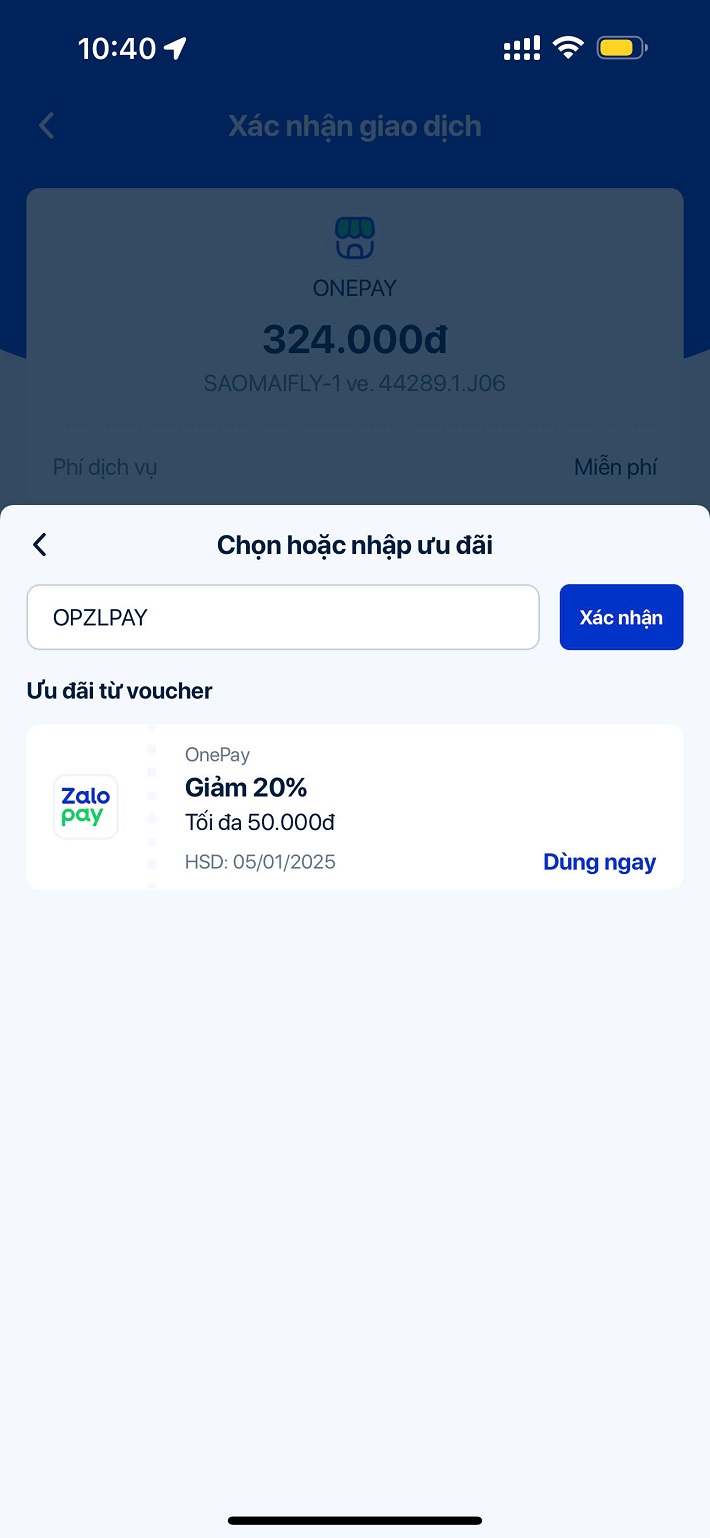 10:40
Xác nhận giao dịch
ONEPAY
324.000đ
SAOMAIFLY-1 ve. 44289.1.J06
Phí dịch vụ
Miễn phí
Chọn hoặc nhập ưu đãi
OPZLPAY
Xác nhận
Ưu đãi từ voucher
Zalo
pay
OnePay
Giảm 20%
Tối đa 50.000đ
HSD: 05/01/2025
Dùng ngay